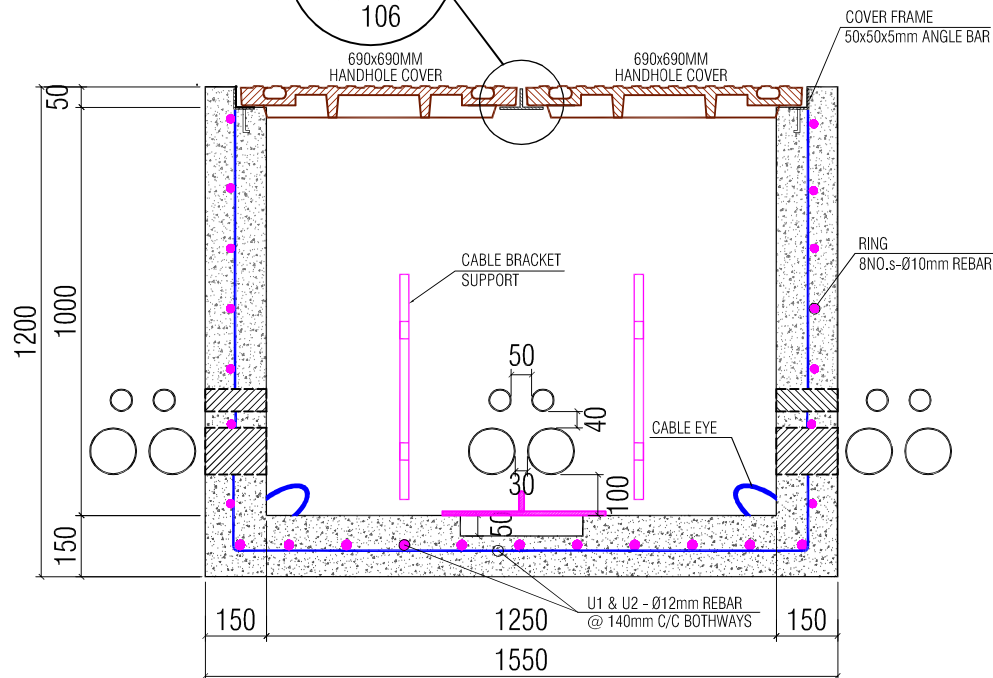 106
COVER FRAME
50x50x5mm ANGLE BAR
690x690MM
HANDHOLE COVER
690x690MM
HANDHOLE COVER
50
RING
8NO.s-Ø10mm REBAR
CABLE BRACKET
SUPPORT
1200
1000
50
40
CABLE EYE
30
100
50
150
U1 & U2 - Ø12mm REBAR
@ 140mm C/C BOTHWAYS
150
1250
150
1550